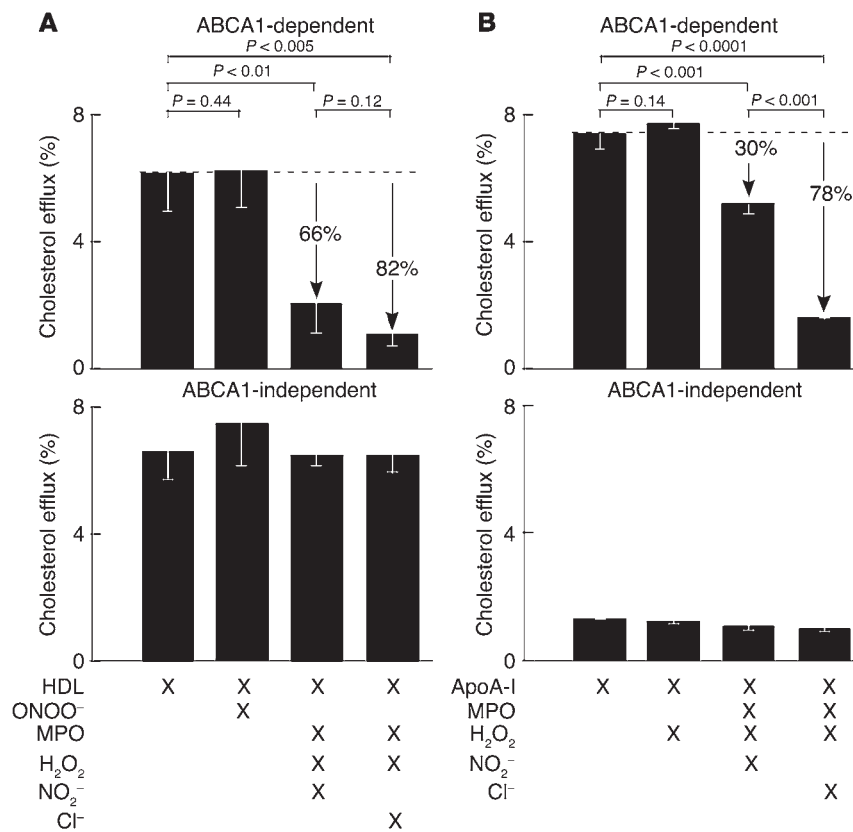 A
ABCA1-dependent
P < 0.005
P < 0.01
P = 0.44
P = 0.12
8
4
0
Cholesterol efflux (%)
66%
82%
ABCA1-independent
8
4
0
Cholesterol efflux (%)
HDL X X X X
ONOO⁻ X
MPO X X
H₂O₂ X X
NO₂⁻ X
Cl⁻ X
B
ABCA1-dependent
P < 0.0001
P < 0.001
P = 0.14
P < 0.001
8
4
0
Cholesterol efflux (%)
30%
78%
ABCA1-independent
8
4
0
Cholesterol efflux (%)
ApoA-I X X X X
MPO X X
H₂O₂ X X X
NO₂⁻ X
Cl⁻ X